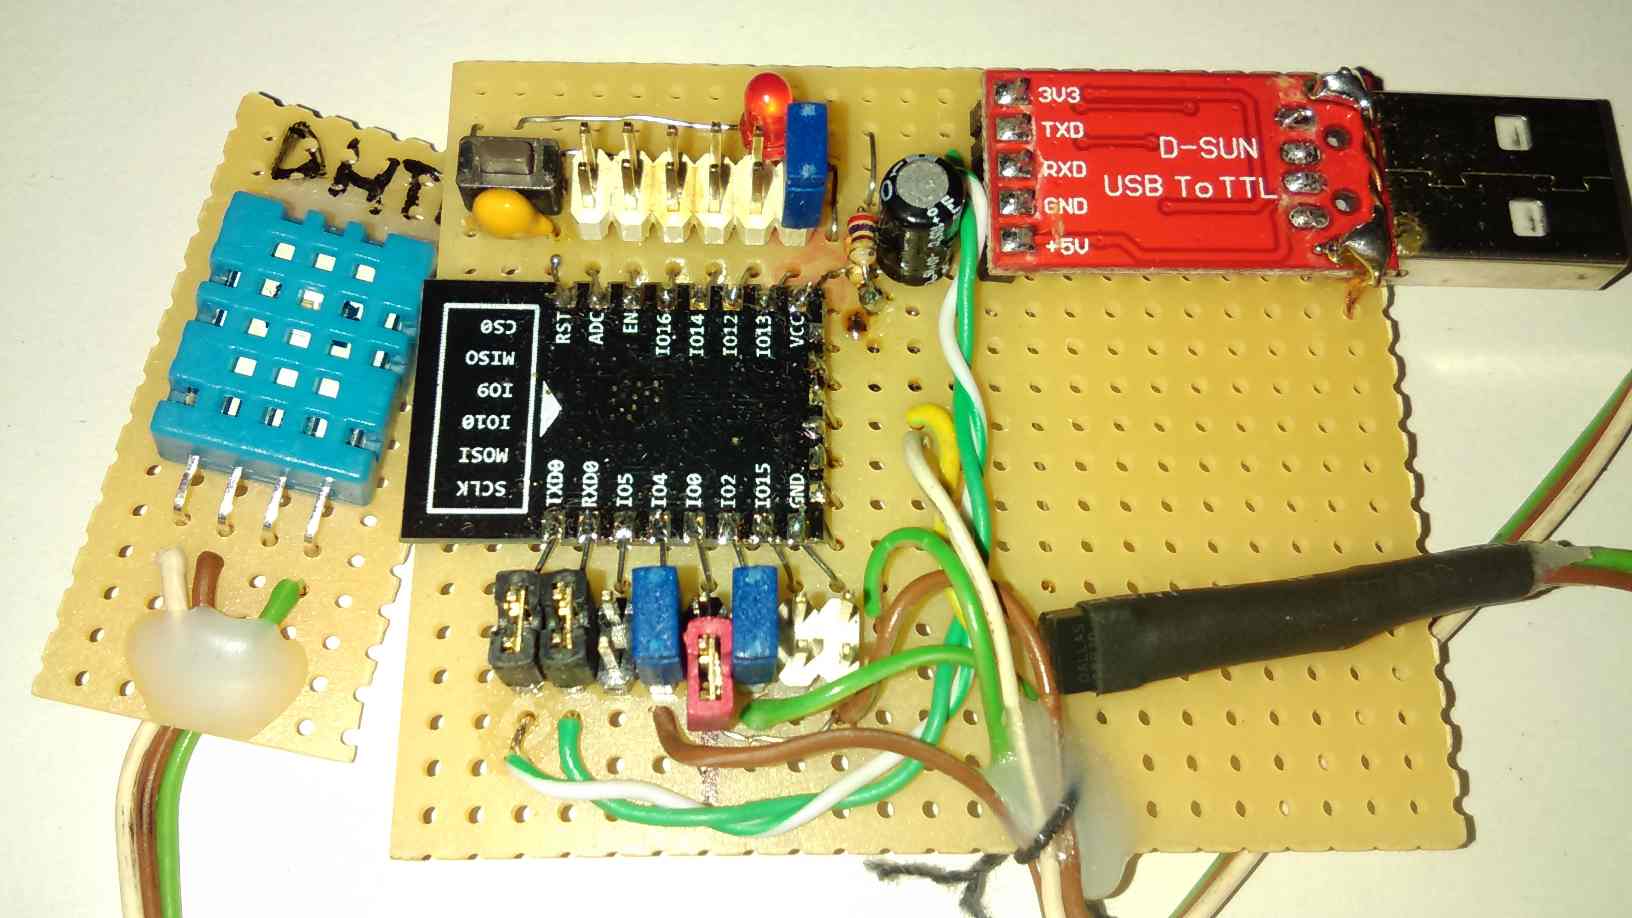 DHT
3V3
TXD
RXD
GND
+5V
D-SUN
USB To TTL
RST
ADC
EN
IO16
IO14
IO12
IO13
VCC
CS0
MISO
IO9
IO10
MOSI
SCLK
TXD0
RXD0
IO5
IO4
IO0
IO2
IO15
GND
DALLAS